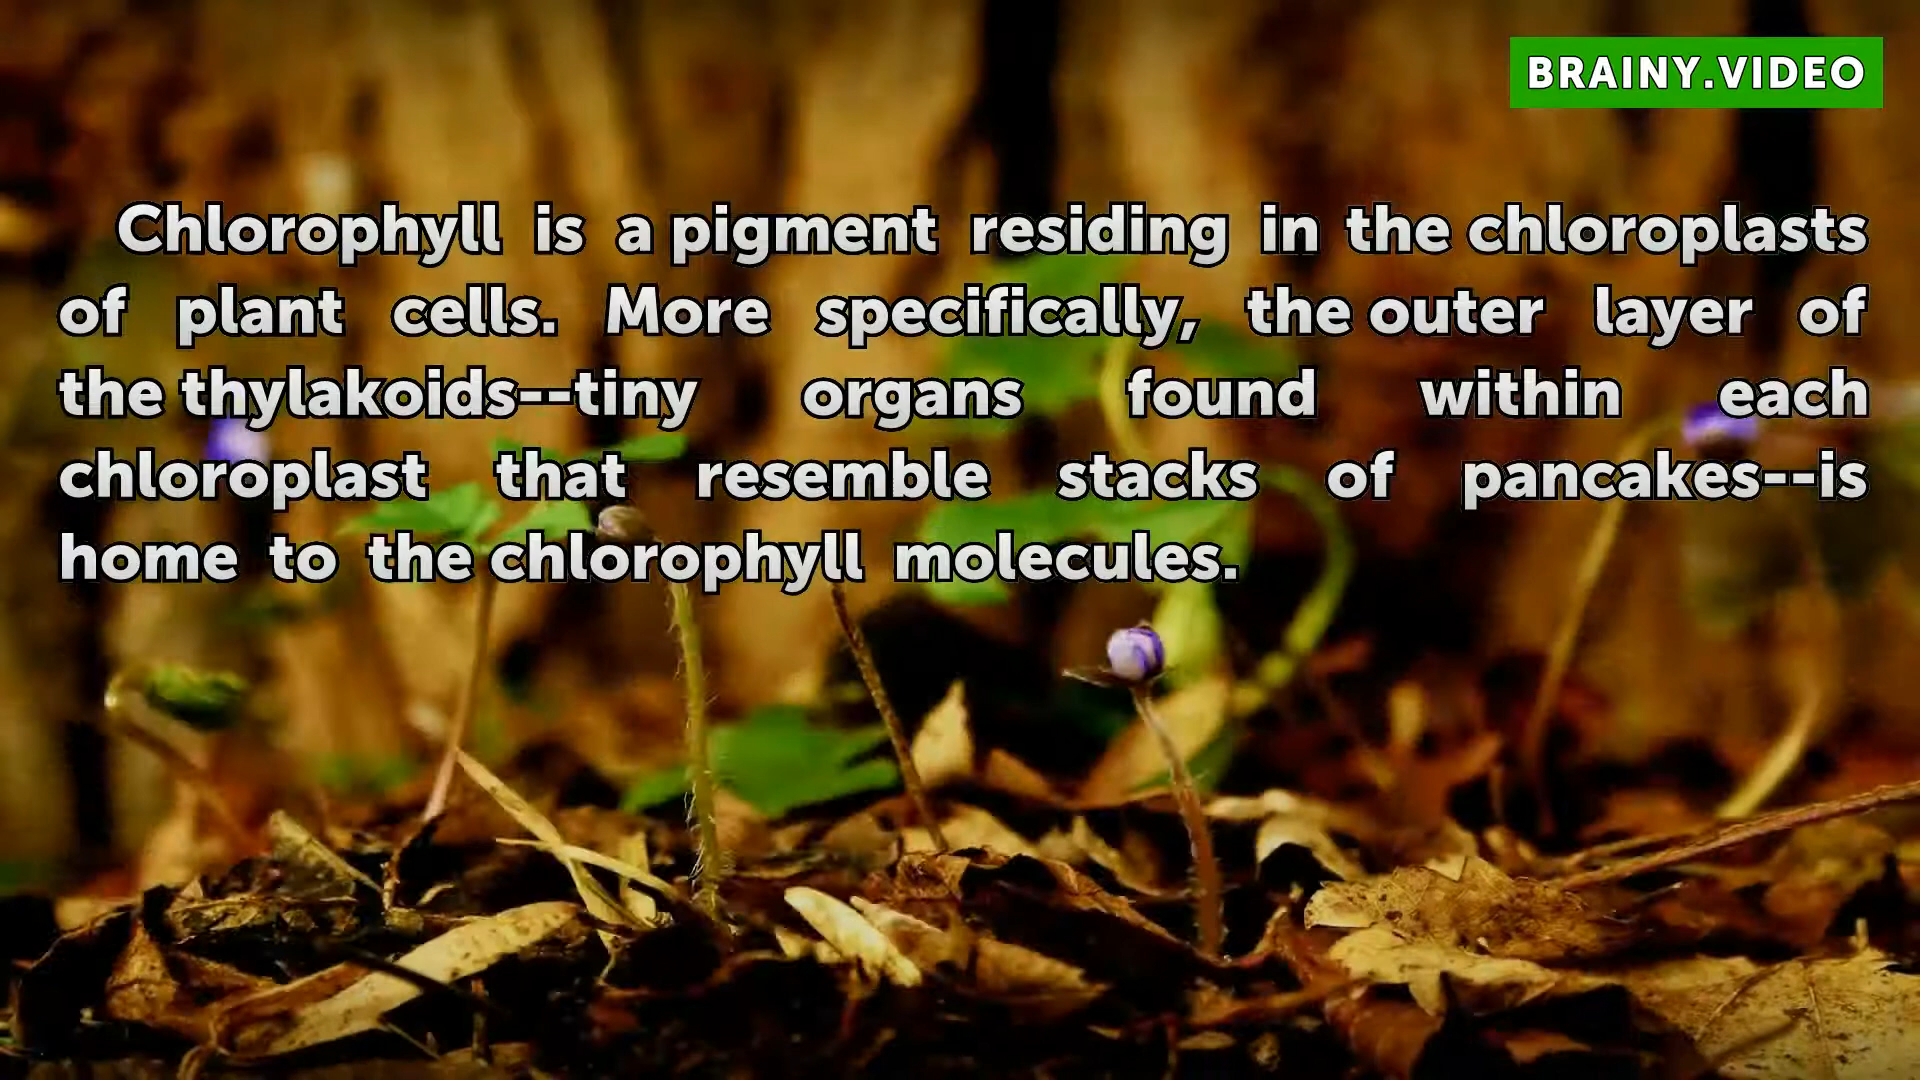 BRAINY.VIDEO
Chlorophyll is a pigment residing in the chloroplasts
of plant cells. More specifically, the outer layer of
the thylakoids--tiny organs found within each
chloroplast that resemble stacks of pancakes--is
home to the chlorophyll molecules.